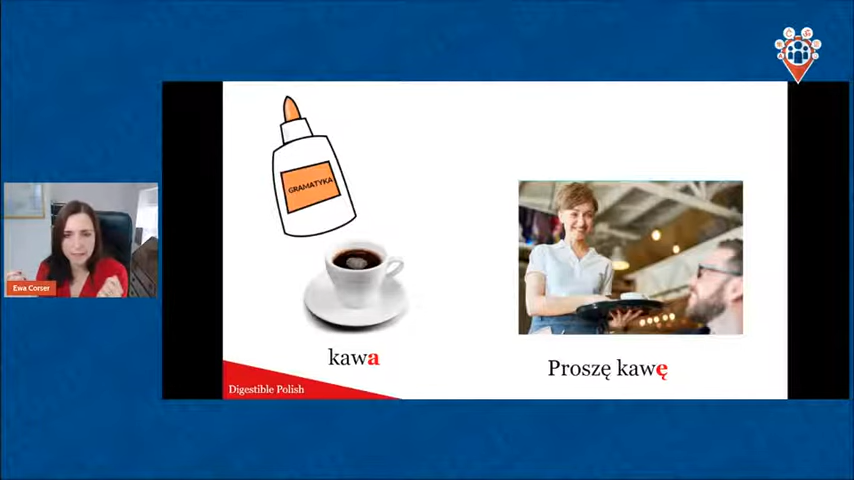 GRAMATYKA
kawa
Proszę kawę
Digestible Polish
Ewa Corser